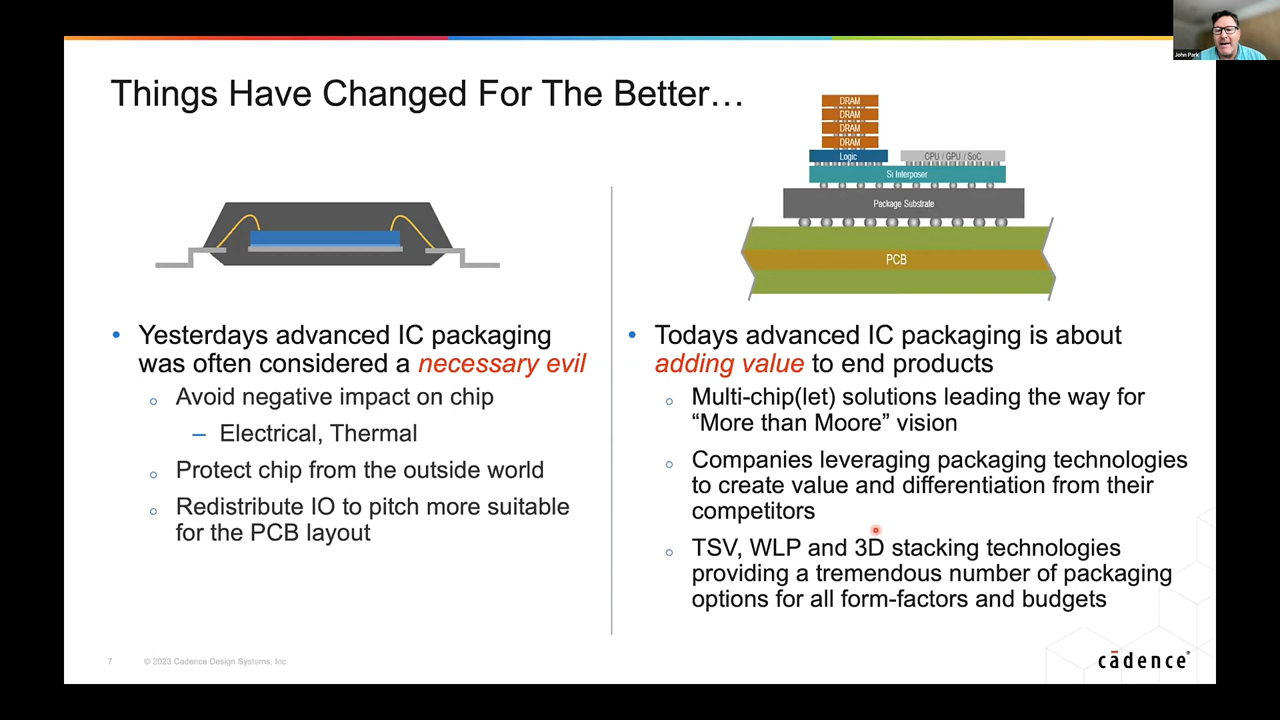 John Park
Things Have Changed For The Better…
DRAM
DRAM
DRAM
DRAM
Logic
CPU / GPU / SoC
Si Interposer
Package Substrate
PCB
• Yesterdays advanced IC packaging
was often considered a necessary evil
○ Avoid negative impact on chip
– Electrical, Thermal
○ Protect chip from the outside world
○ Redistribute IO to pitch more suitable
for the PCB layout
• Todays advanced IC packaging is about
adding value to end products
○ Multi-chip(let) solutions leading the way for
“More than Moore” vision
○ Companies leveraging packaging technologies
to create value and differentiation from their
competitors
○ TSV, WLP and 3D stacking technologies
providing a tremendous number of packaging
options for all form-factors and budgets
7 © 2023 Cadence Design Systems, Inc.
cādence®